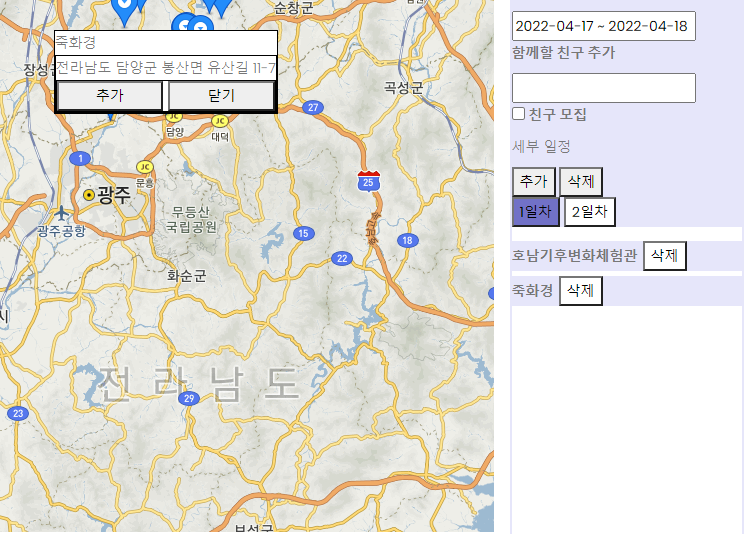 순창군
죽화경
전라남도 담양군 봉산면 유산길 11-7
추가
닫기
장성군
곡성군
27
JC
담양
JC
대덕
1
JC
문흥
25
광주
무등산
국립공원
광주공항
15
18
22
화순군
전라남도
29
23
시
보성군
2022-04-17 ~ 2022-04-18
함께할 친구 추가
친구 모집
세부 일정
추가
삭제
1일차
2일차
호남기후변화체험관
삭제
죽화경
삭제